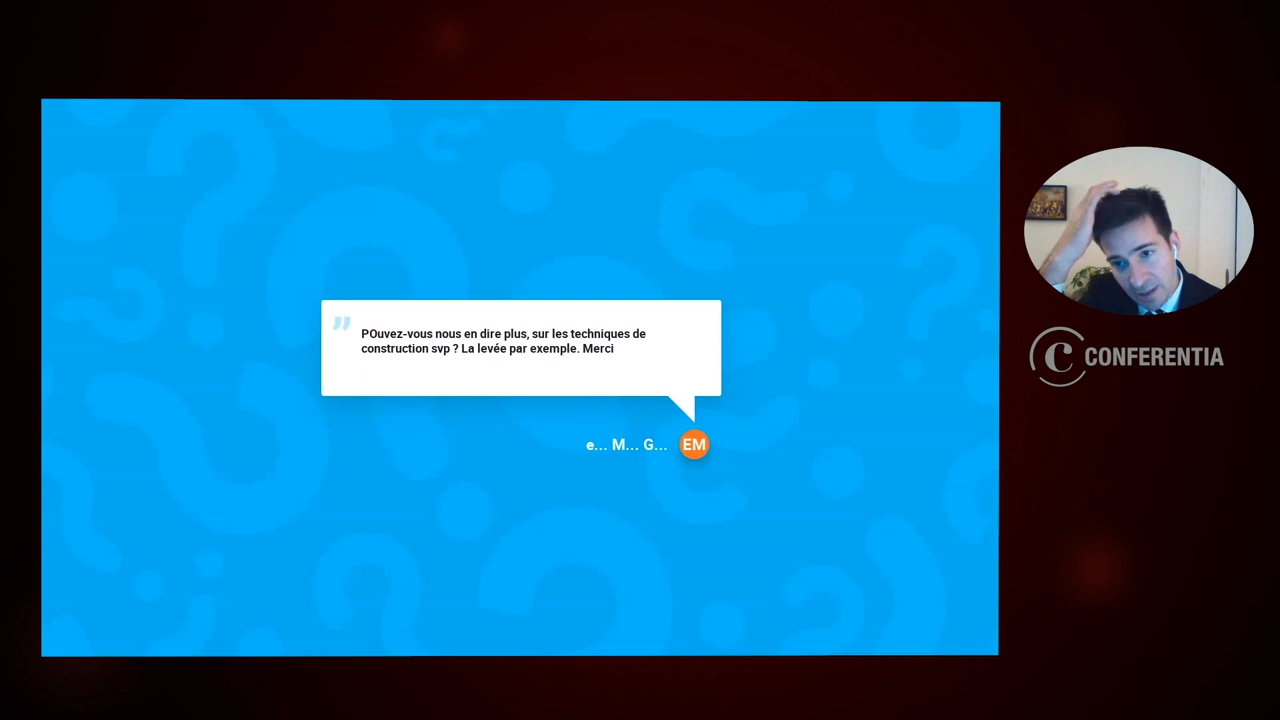 POuvez-vous nous en dire plus, sur les techniques de
construction svp ? La levée par exemple. Merci
e... M... G...
EM
C CONFERENTIA